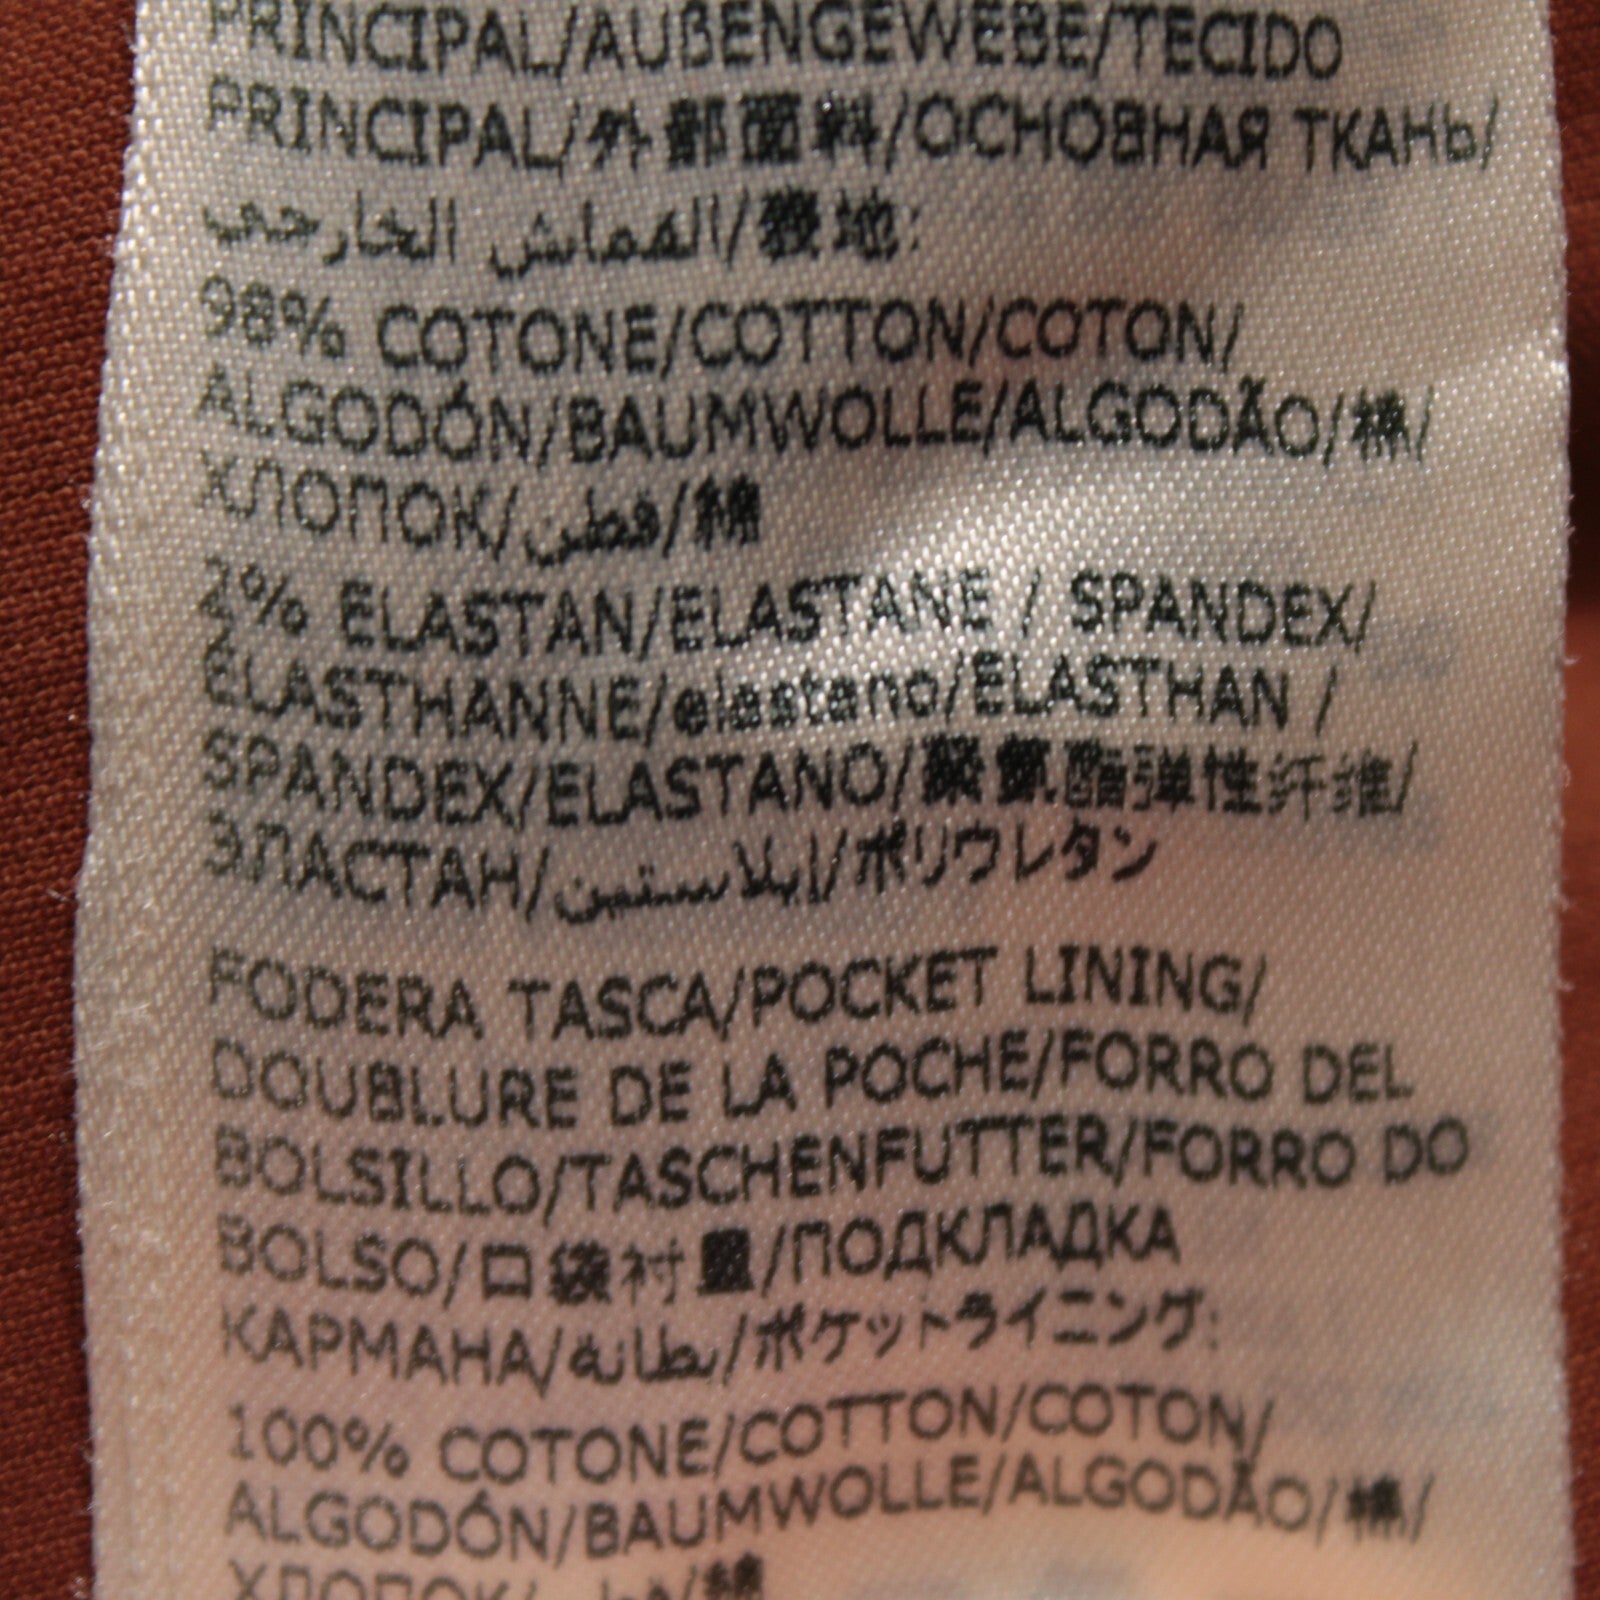 PRINCIPAL/AUßENGEWEBE/TECIDO
PRINCIPAL/外部面料/ОСНОВНАЯ ТКАНЬ/
القماش الخارجي/表地:
98% COTONE/COTTON/COTON/
ALGODÓN/BAUMWOLLE/ALGODÃO/棉/
ХЛОПОК/قطن/綿
2% ELASTAN/ELASTANE / SPANDEX/
ÉLASTHANNE/elastano/ELASTHAN /
SPANDEX/ELASTANO/聚氨酯弹性纤维/
ЭЛАСТАН/إيلاستين/ポリウレタン
FODERA TASCA/POCKET LINING/
DOUBLURE DE LA POCHE/FORRO DEL
BOLSILLO/TASCHENFUTTER/FORRO DO
BOLSO/口袋衬里/ПОДКЛАДКА
КАРМАНА/بطانة/ポケットライニング:
100% COTONE/COTTON/COTON/
ALGODÓN/BAUMWOLLE/ALGODÃO/棉/
ХЛОПОК/قطن/綿